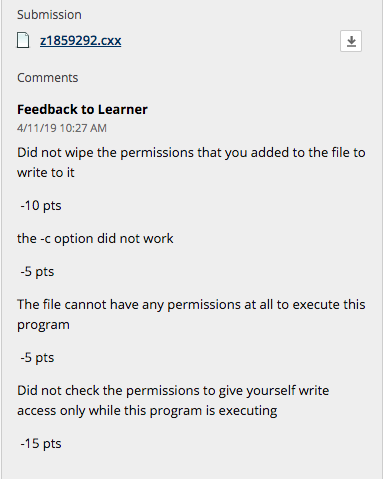 Submission
z1859292.cxx
Comments
Feedback to Learner
4/11/19 10:27 AM
Did not wipe the permissions that you added to the file to
write to it
-10 pts
the -c option did not work
-5 pts
The file cannot have any permissions at all to execute this
program
-5 pts
Did not check the permissions to give yourself write
access only while this program is executing
-15 pts